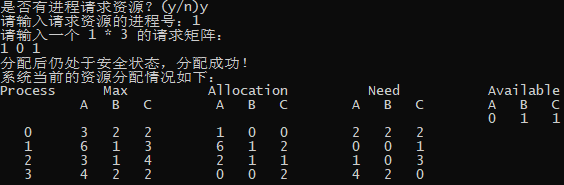 是否有进程请求资源？(y/n)y
请输入请求资源的进程号：1
请输入一个 1 * 3 的请求矩阵：
1 0 1
分配后仍处于安全状态，分配成功！
系统当前的资源分配情况如下：
Process Max Allocation Need Available
A B C A B C A B C A B C
0 1 1
0 3 2 2 1 0 0 2 2 2
1 6 1 3 6 1 2 0 0 1
2 3 1 4 2 1 1 1 0 3
3 4 2 2 0 0 2 4 2 0